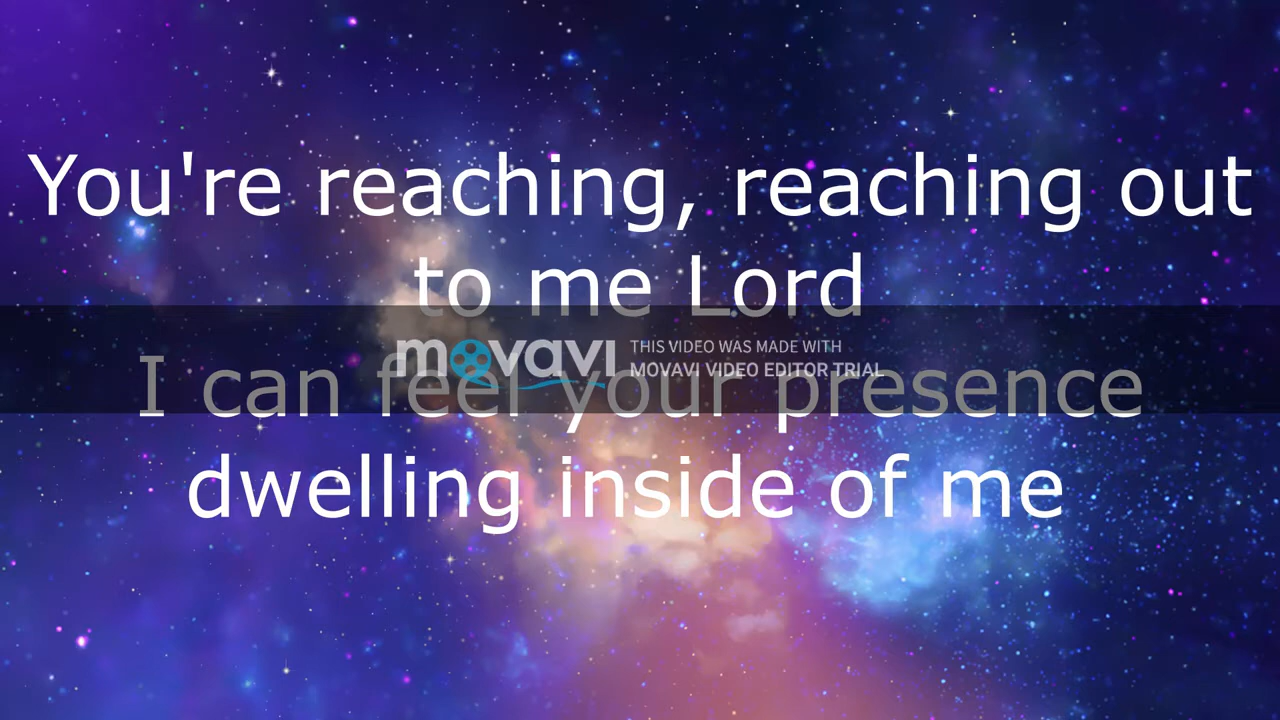 You're reaching, reaching out
to me Lord
movavi
THIS VIDEO WAS MADE WITH
MOVAVI VIDEO EDITOR TRIAL
I can feel your presence
dwelling inside of me